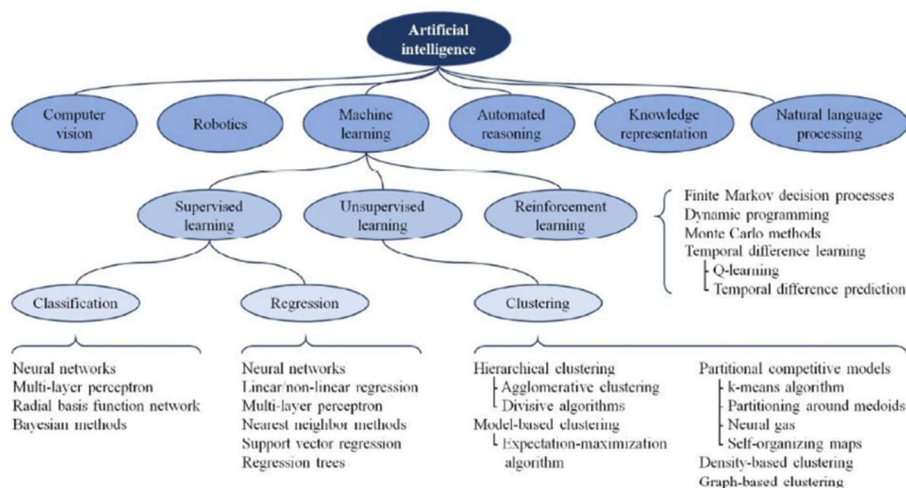 Artificial
intelligence
Computer
vision
Robotics
Machine
learning
Automated
reasoning
Knowledge
representation
Natural language
processing
Supervised
learning
Unsupervised
learning
Reinforcement
learning
Finite Markov decision processes
Dynamic programming
Monte Carlo methods
Temporal difference learning
Q-learning
Temporal difference prediction
Classification
Regression
Clustering
Neural networks
Multi-layer perceptron
Radial basis function network
Bayesian methods
Neural networks
Linear/non-linear regression
Multi-layer perceptron
Nearest neighbor methods
Support vector regression
Regression trees
Hierarchical clustering
Agglomerative clustering
Divisive algorithms
Model-based clustering
Expectation-maximization
algorithm
Partitional competitive models
k-means algorithm
Partitioning around medoids
Neural gas
Self-organizing maps
Density-based clustering
Graph-based clustering